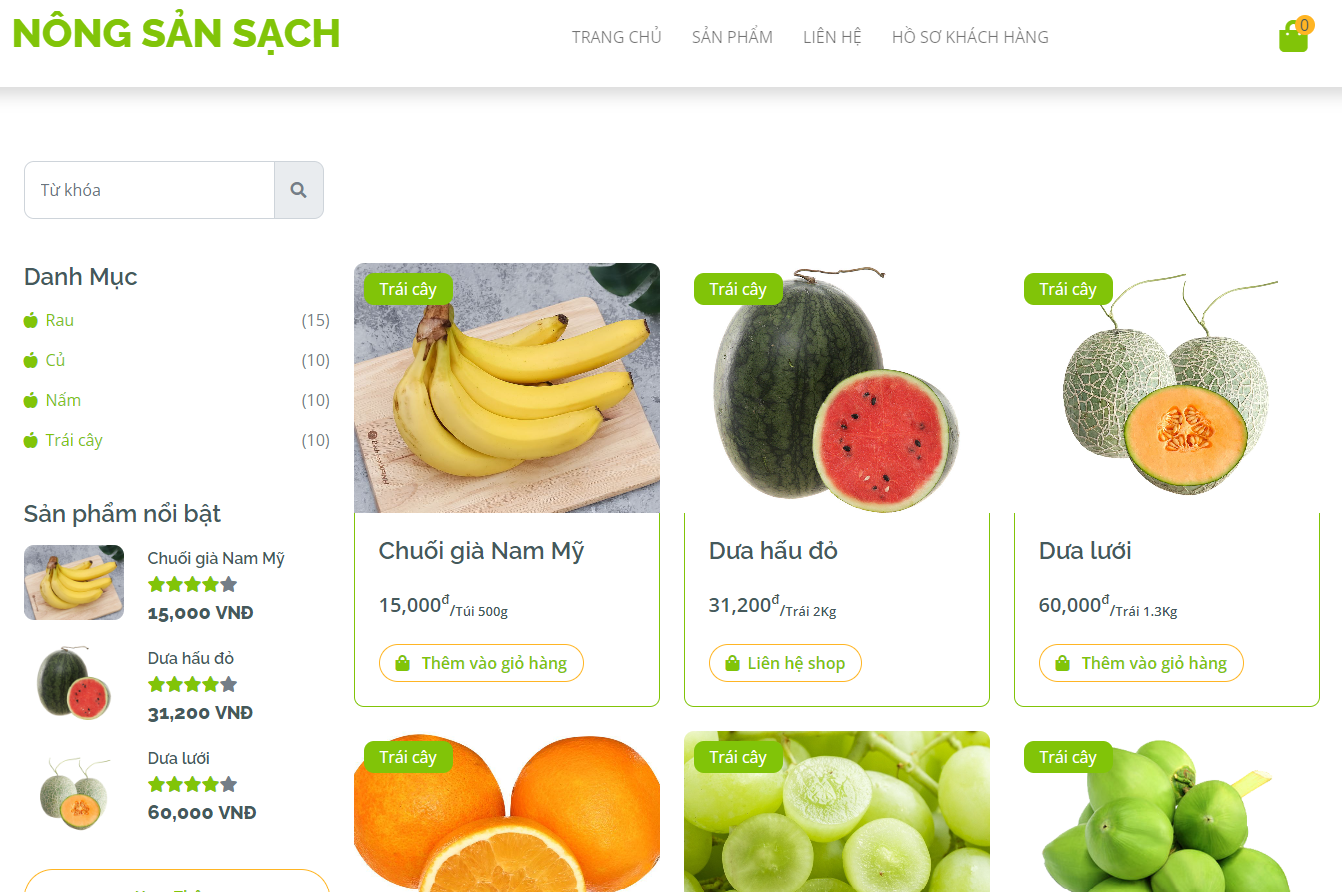 NÔNG SẢN SẠCH
TRANG CHỦ SẢN PHẨM LIÊN HỆ HỒ SƠ KHÁCH HÀNG
0
Từ khóa
Danh Mục
Rau (15)
Củ (10)
Nấm (10)
Trái cây (10)
Sản phẩm nổi bật
Chuối già Nam Mỹ
15,000 VNĐ
Dưa hấu đỏ
31,200 VNĐ
Dưa lưới
60,000 VNĐ
Trái cây
Chuối già Nam Mỹ
15,000đ/Túi 500g
Thêm vào giỏ hàng
Trái cây
Dưa hấu đỏ
31,200đ/Trái 2Kg
Liên hệ shop
Trái cây
Dưa lưới
60,000đ/Trái 1.3Kg
Thêm vào giỏ hàng
Trái cây
Trái cây
Trái cây